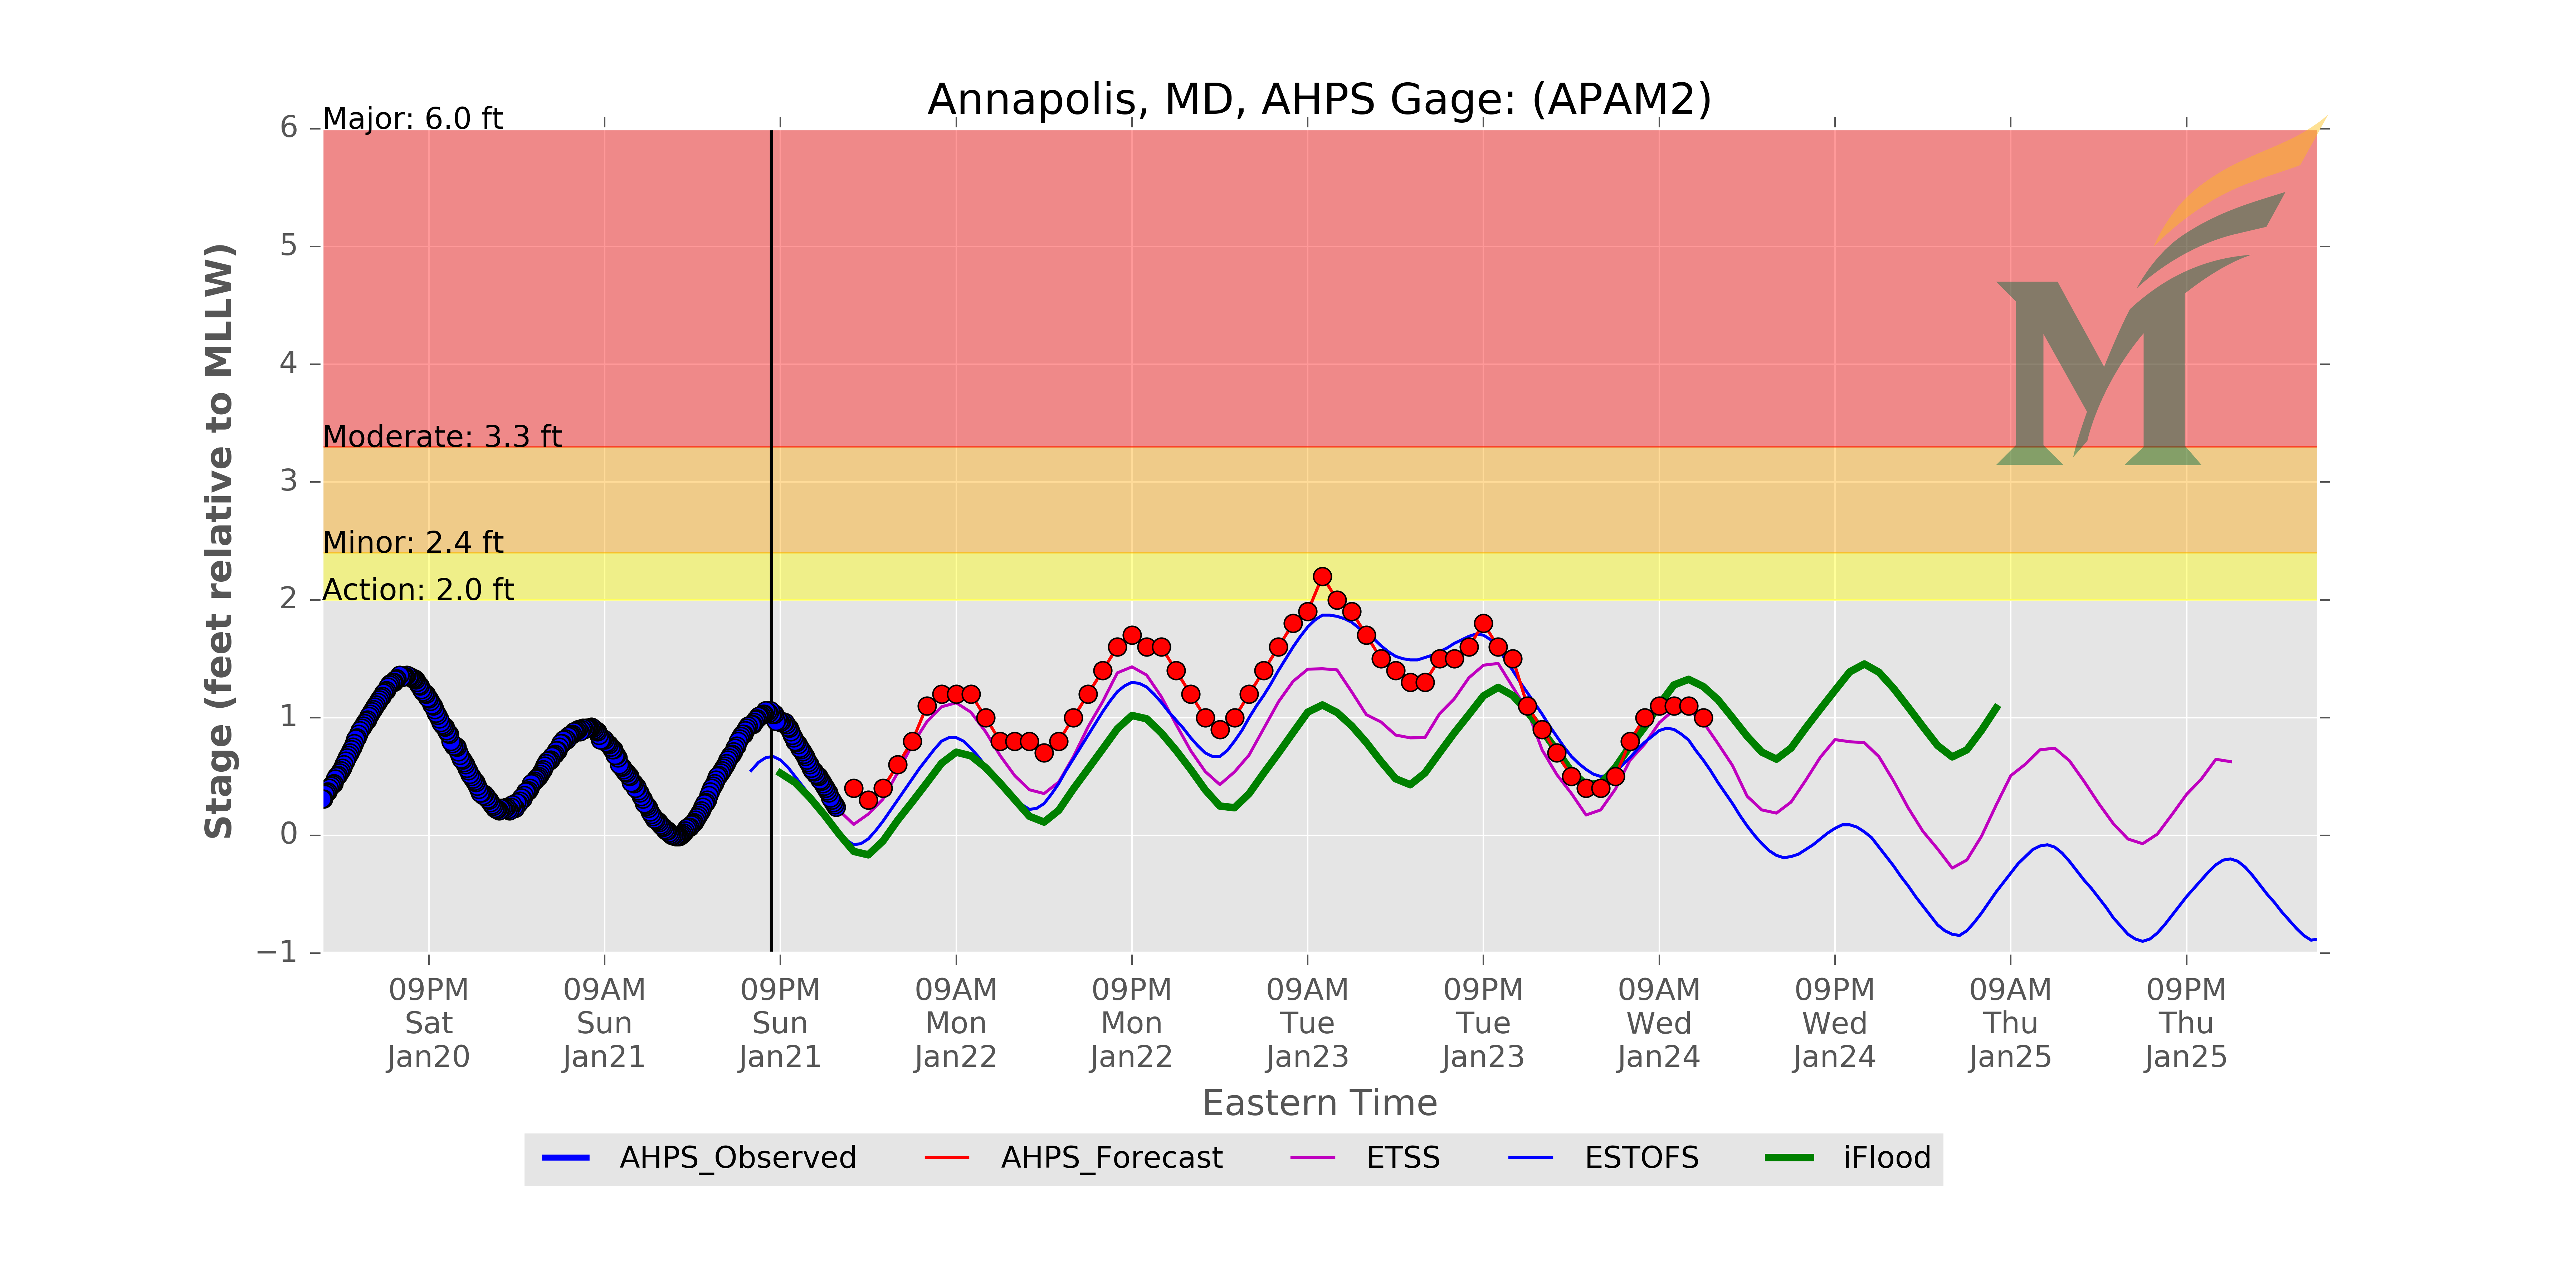 Annapolis, MD, AHPS Gage: (APAM2)
Major: 6.0 ft
Moderate: 3.3 ft
Minor: 2.4 ft
Action: 2.0 ft
6
5
4
3
2
1
0
−1
Stage (feet relative to MLLW)
09PM
Sat
Jan20
09AM
Sun
Jan21
09PM
Sun
Jan21
09AM
Mon
Jan22
09PM
Mon
Jan22
09AM
Tue
Jan23
09PM
Tue
Jan23
09AM
Wed
Jan24
09PM
Wed
Jan24
09AM
Thu
Jan25
09PM
Thu
Jan25
Eastern Time
AHPS_Observed
AHPS_Forecast
ETSS
ESTOFS
iFlood
M